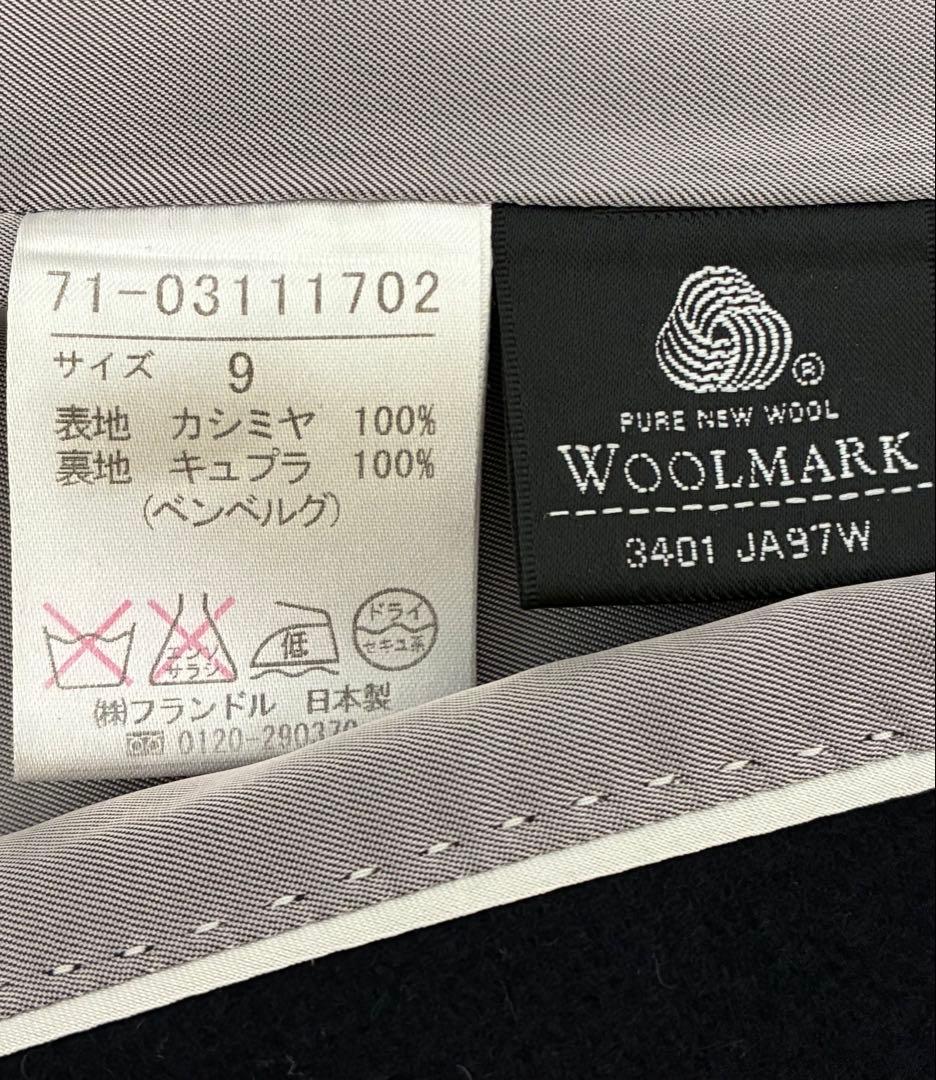 71-03111702
サイズ 9
表地 カシミヤ 100%
裏地 キュプラ 100%
(ベンベルグ)
エンソ
サラシ
低
ドライ
セキユ系
㈱フランドル 日本製
0120-290370
®
PURE NEW WOOL
WOOLMARK
3401 JA97W